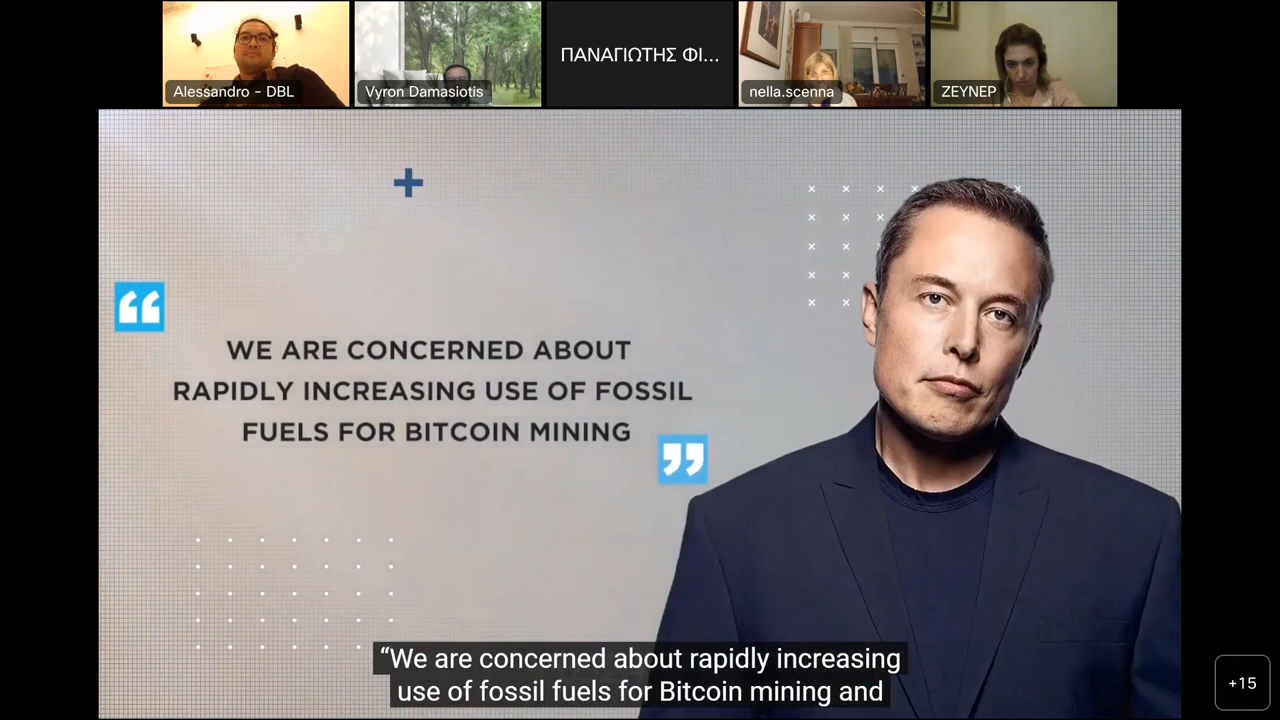 Alessandro - DBL
Vyron Damasiotis
ΠΑΝΑΓΙΩΤΗΣ ΦΙ...
nella.scenna
ZEYNEP
“
WE ARE CONCERNED ABOUT
RAPIDLY INCREASING USE OF FOSSIL
FUELS FOR BITCOIN MINING
”
“We are concerned about rapidly increasing
use of fossil fuels for Bitcoin mining and
+15